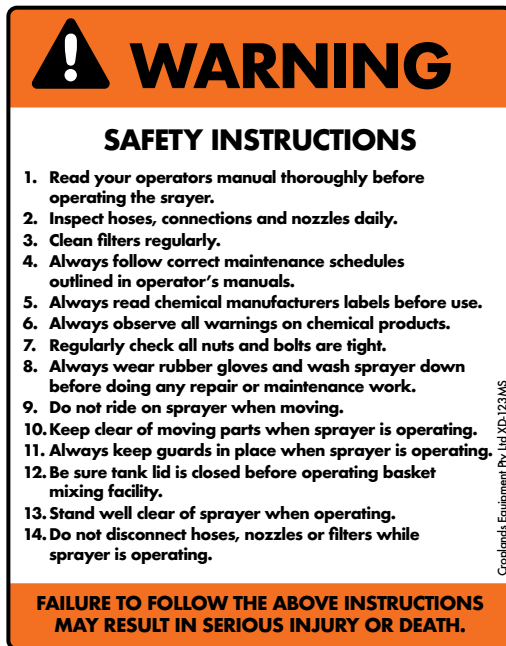 WARNING
SAFETY INSTRUCTIONS
1. Read your operators manual thoroughly before
operating the srayer.
2. Inspect hoses, connections and nozzles daily.
3. Clean filters regularly.
4. Always follow correct maintenance schedules
outlined in operator's manuals.
5. Always read chemical manufacturers labels before use.
6. Always observe all warnings on chemical products.
7. Regularly check all nuts and bolts are tight.
8. Always wear rubber gloves and wash sprayer down
before doing any repair or maintenance work.
9. Do not ride on sprayer when moving.
10. Keep clear of moving parts when sprayer is operating.
11. Always keep guards in place when sprayer is operating.
12. Be sure tank lid is closed before operating basket
mixing facility.
13. Stand well clear of sprayer when operating.
14. Do not disconnect hoses, nozzles or filters while
sprayer is operating.
Croplands Equipment Pty Ltd XD-123MS
FAILURE TO FOLLOW THE ABOVE INSTRUCTIONS
MAY RESULT IN SERIOUS INJURY OR DEATH.